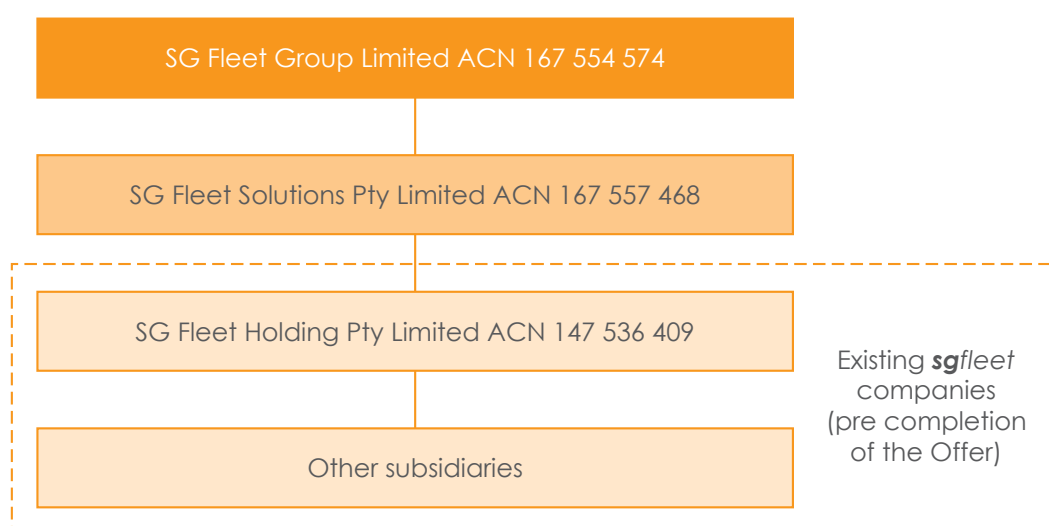 SG Fleet Group Limited ACN 167 554 574
SG Fleet Solutions Pty Limited ACN 167 557 468
SG Fleet Holding Pty Limited ACN 147 536 409
Other subsidiaries
Existing sgfleet
companies
(pre completion
of the Offer)